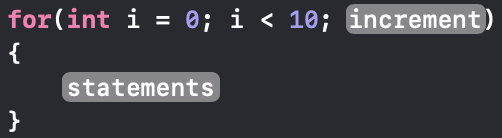 for(int i = 0; i < 10; increment)
{
statements
}